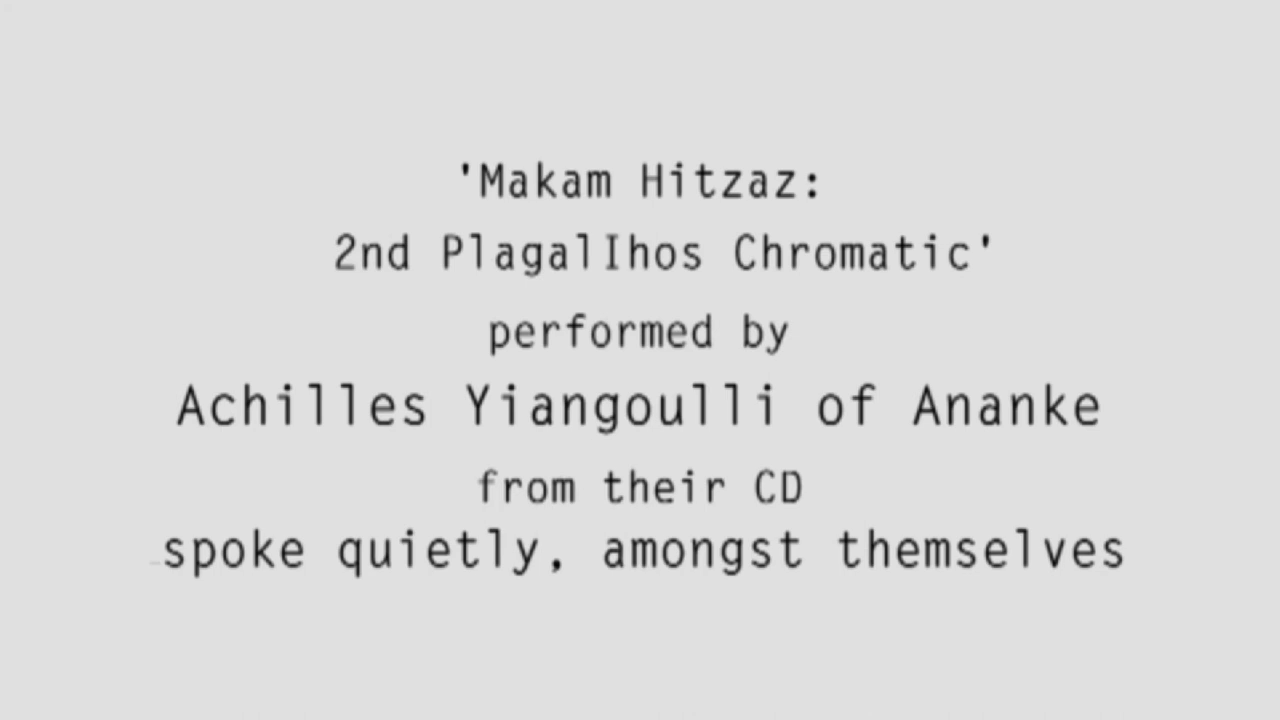 'Makam Hitzaz:
2nd PlagalIhos Chromatic'
performed by
Achilles Yiangoulli of Ananke
from their CD
spoke quietly, amongst themselves